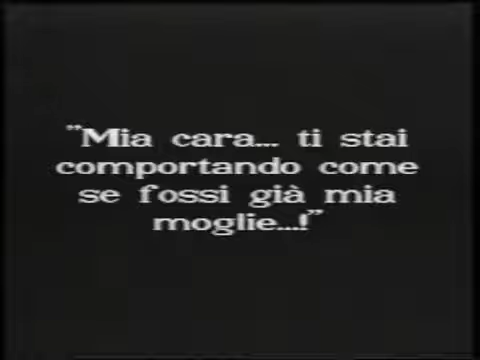 "Mia cara... ti stai
comportando come
se fossi già mia
moglie...!"